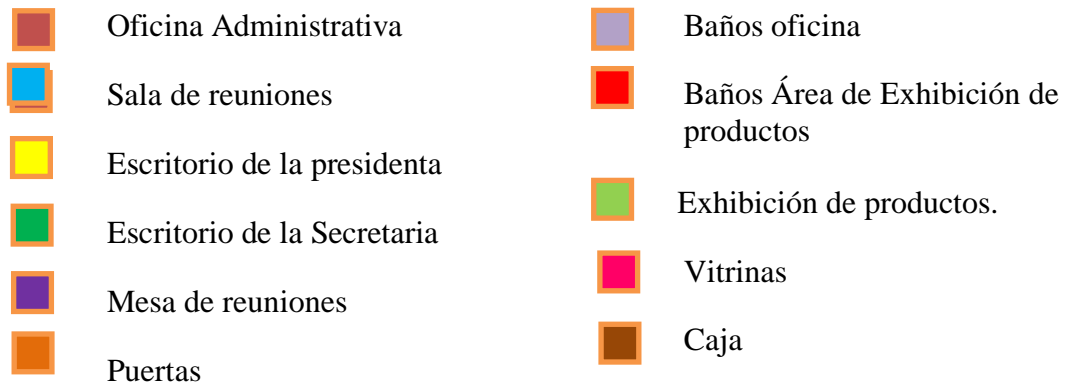 Oficina Administrativa
Sala de reuniones
Escritorio de la presidenta
Escritorio de la Secretaria
Mesa de reuniones
Puertas
Baños oficina
Baños Área de Exhibición de
productos
Exhibición de productos.
Vitrinas
Caja